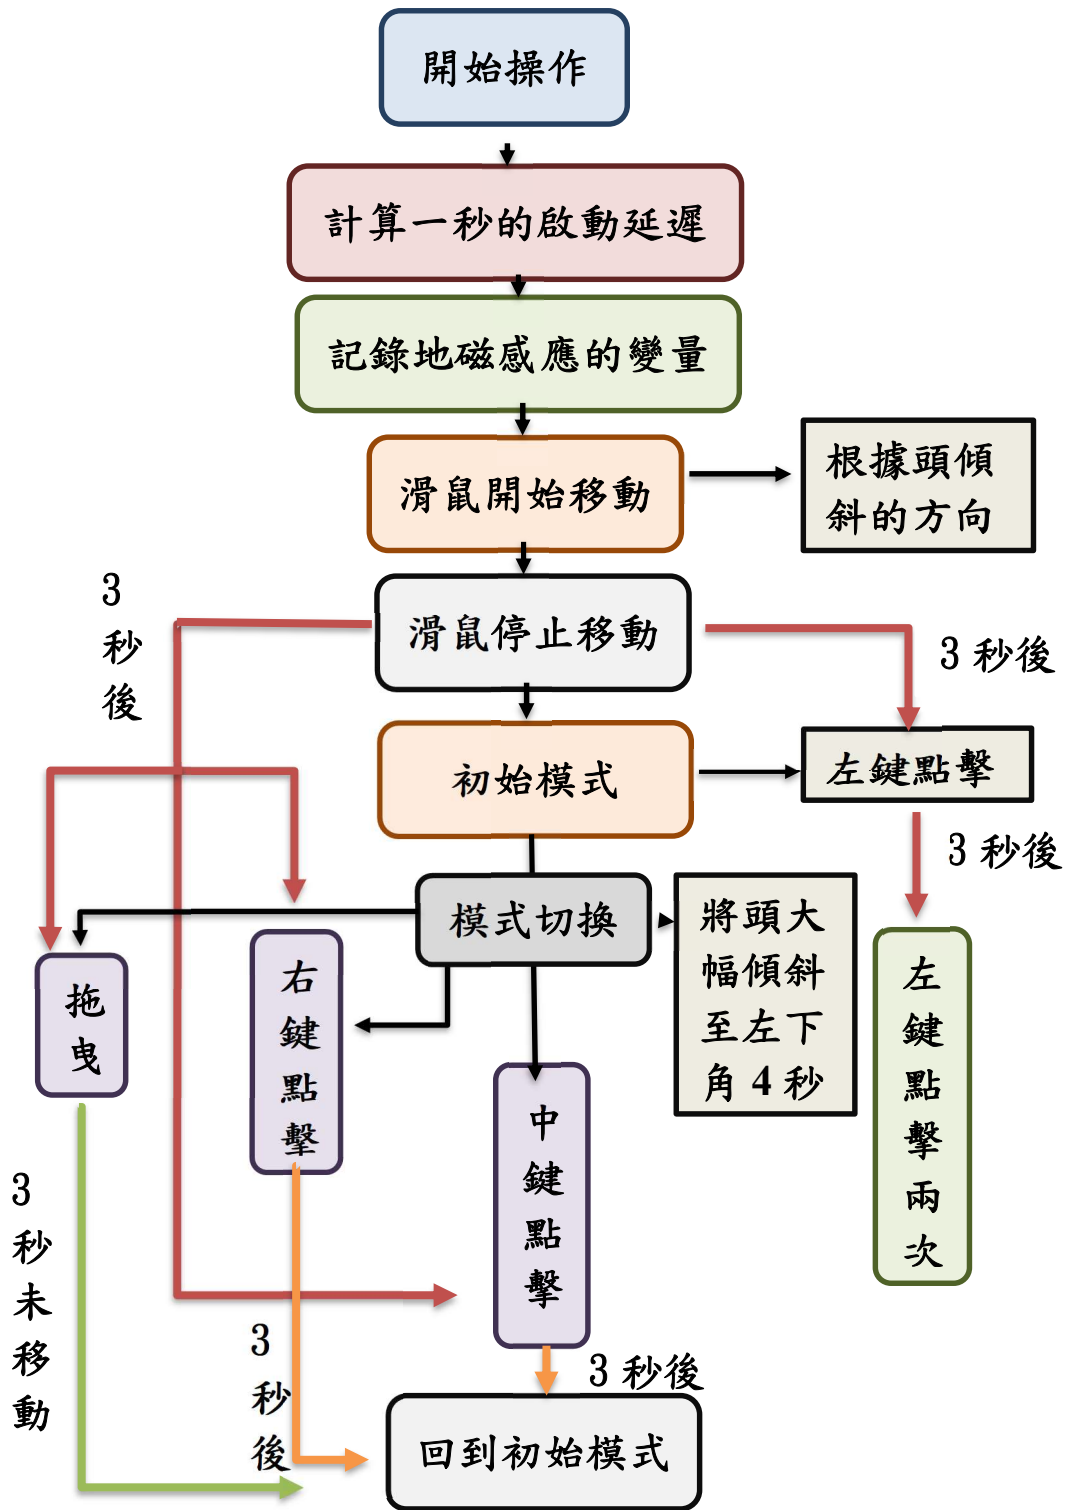 開始操作
計算一秒的啟動延遲
記錄地磁感應的變量
滑鼠開始移動
根據頭傾
斜的方向
3
秒
後
滑鼠停止移動
3 秒後
初始模式
左鍵點擊
3 秒後
模式切換
將頭大
幅傾斜
至左下
角 4 秒
拖
曳
右
鍵
點
擊
中
鍵
點
擊
左
鍵
點
擊
兩
次
3
秒
未
移
動
3
秒
後
3 秒後
回到初始模式